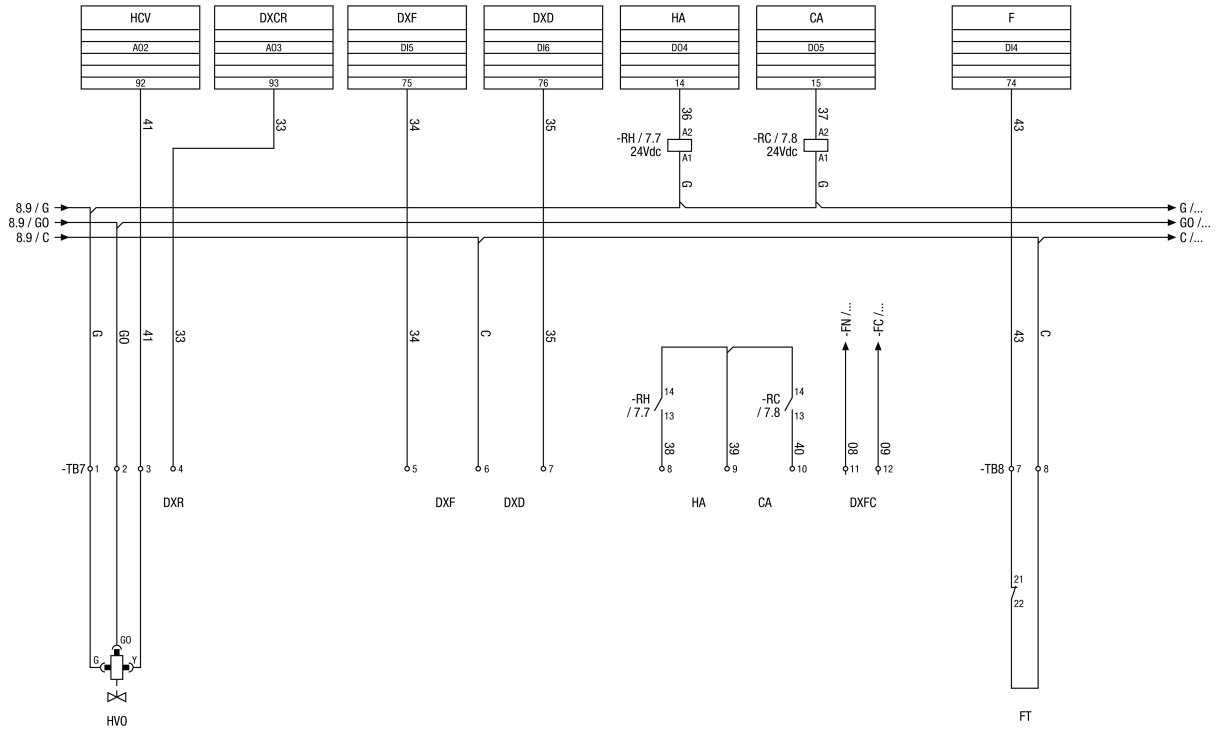 HCV DXCR DXF DXD HA CA F
A02 A03 DI5 DI6 D04 D05 DI4
92 93 75 76 14 15 74
41 33 34 35 36 37 43
-RH / 7.7 A2 -RC / 7.8 A2
24Vdc 24Vdc
A1 A1
G G
8.9 / G G /...
8.9 / GO GO /...
8.9 / C C /...
-FN /... -FC /...
G GO 41 33 34 C 35 43 C
14 14
-RH -RC
/ 7.7 13 / 7.8 13
38 39 40 08 09
-TB7 1 2 3 4 5 6 7 8 9 10 11 12 -TB8 7 8
DXR DXF DXD HA CA DXFC
21
22
GO
G Y
HVO FT